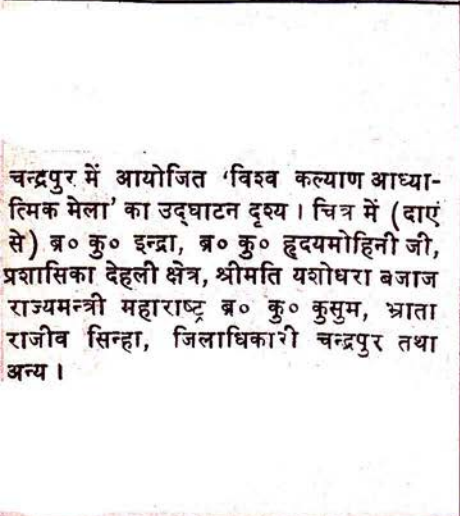 चन्द्रपुर में आयोजित ‘विश्व कल्याण आध्या-
त्मिक मेला’ का उद्घाटन दृश्य । चित्र में (दाएं
से) ब्र० कु० इन्द्रा, ब्र० कु० हृदयमोहिनी जी,
प्रशासिका देहली क्षेत्र, श्रीमति यशोधरा बजाज
राज्यमन्त्री महाराष्ट्र ब्र० कु० कुसुम, भ्राता
राजीव सिन्हा, जिलाधिकारी चन्द्रपुर तथा
अन्य ।